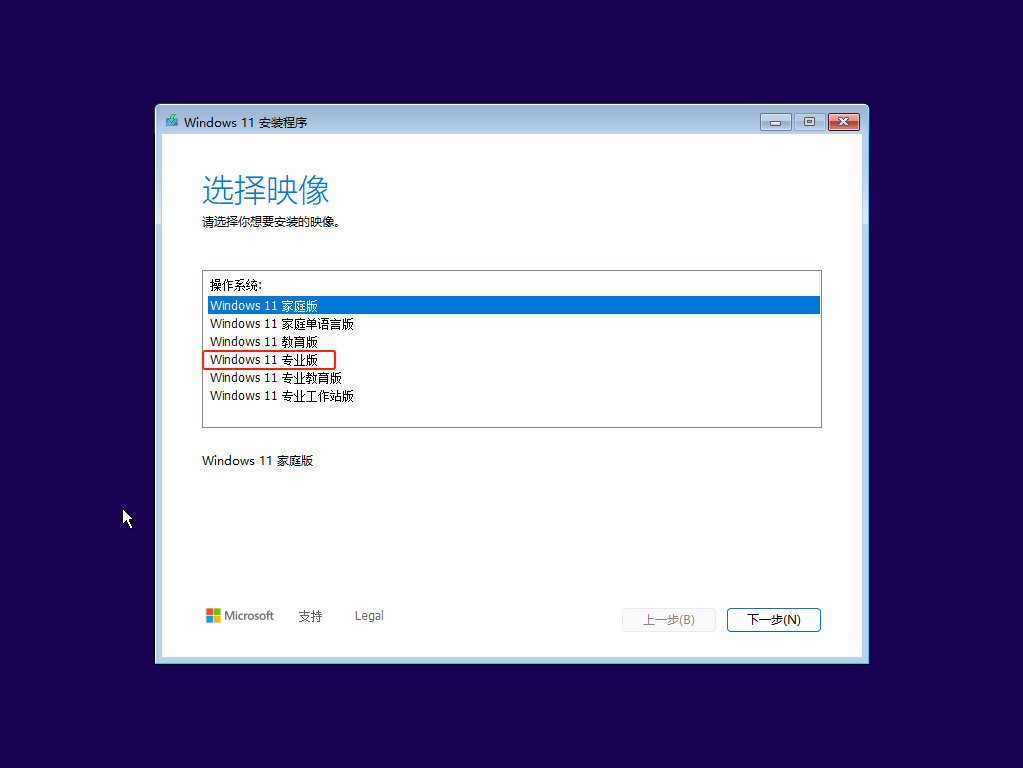 Windows 11 安装程序
选择映像
请选择你想要安装的映像。
操作系统:
Windows 11 家庭版
Windows 11 家庭单语言版
Windows 11 教育版
Windows 11 专业版
Windows 11 专业教育版
Windows 11 专业工作站版
Windows 11 家庭版
Microsoft 支持 Legal
上一步(B) 下一步(N)